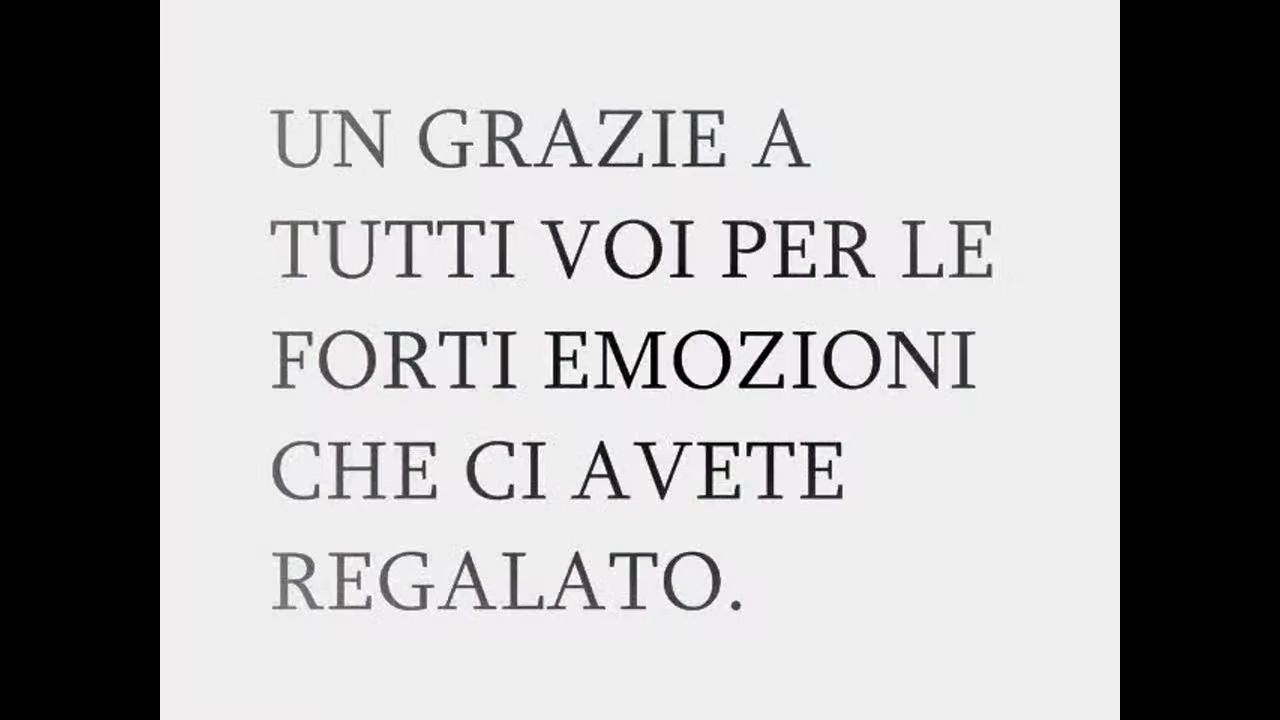 UN GRAZIE A
TUTTI VOI PER LE
FORTI EMOZIONI
CHE CI AVETE
REGALATO.